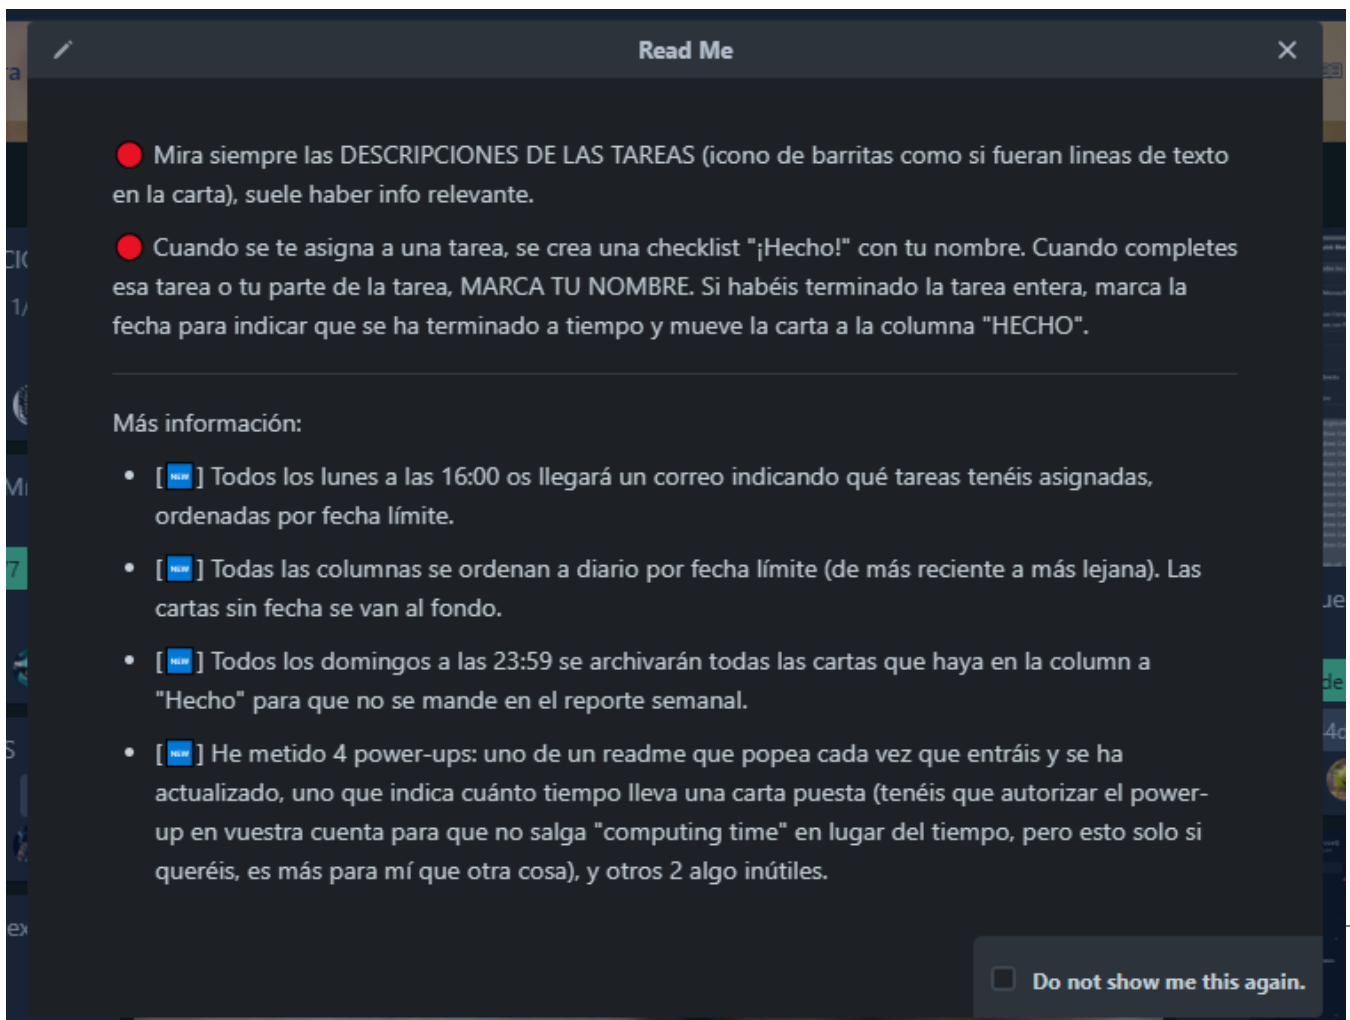 Read Me
🔴 Mira siempre las DESCRIPCIONES DE LAS TAREAS (icono de barritas como si fueran lineas de texto
en la carta), suele haber info relevante.
🔴 Cuando se te asigna a una tarea, se crea una checklist "¡Hecho!" con tu nombre. Cuando completes
esa tarea o tu parte de la tarea, MARCA TU NOMBRE. Si habéis terminado la tarea entera, marca la
fecha para indicar que se ha terminado a tiempo y mueve la carta a la columna "HECHO".
Más información:
• [🆕] Todos los lunes a las 16:00 os llegará un correo indicando qué tareas tenéis asignadas,
ordenadas por fecha límite.
• [🆕] Todas las columnas se ordenan a diario por fecha límite (de más reciente a más lejana). Las
cartas sin fecha se van al fondo.
• [🆕] Todos los domingos a las 23:59 se archivarán todas las cartas que haya en la column a
"Hecho" para que no se mande en el reporte semanal.
• [🆕] He metido 4 power-ups: uno de un readme que popea cada vez que entráis y se ha
actualizado, uno que indica cuánto tiempo lleva una carta puesta (tenéis que autorizar el power-
up en vuestra cuenta para que no salga "computing time" en lugar del tiempo, pero esto solo si
queréis, es más para mí que otra cosa), y otros 2 algo inútiles.
Do not show me this again.